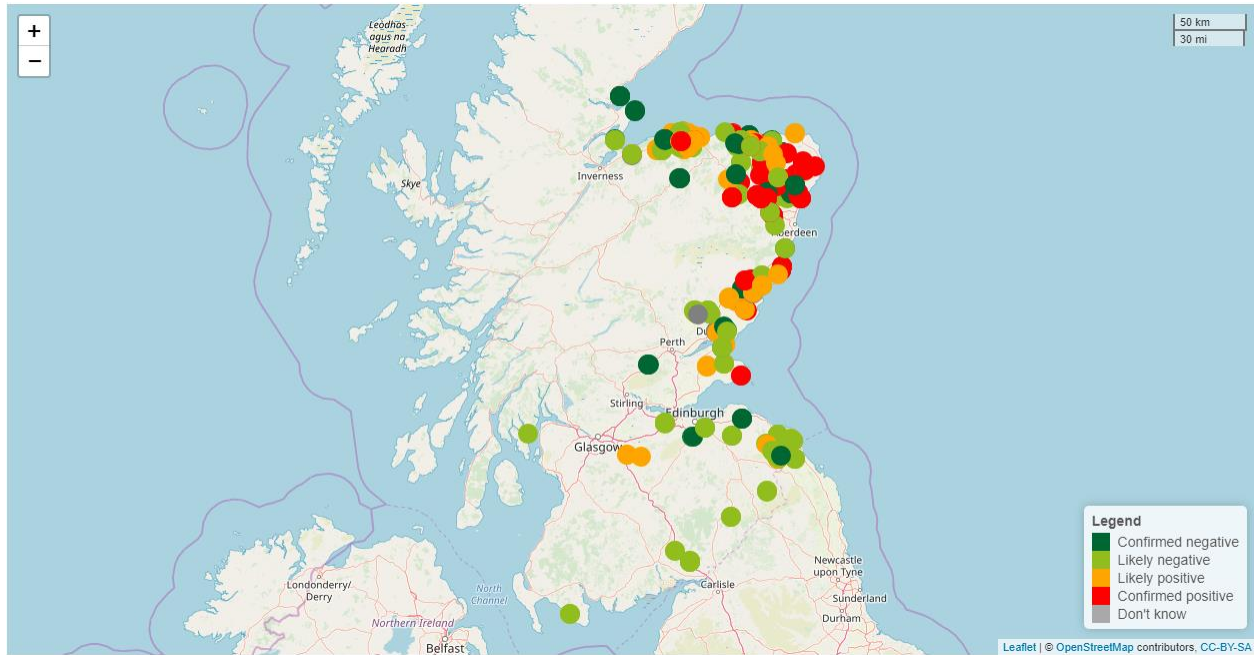 +
−
Leodhas
agus na
Hearadh
50 km
30 mi
Inverness
Skye
Perth
Stirling
Edinburgh
Glasgow
Londonderry/
Derry
North
Channel
Northern Ireland
Belfast
Carlisle
Newcastle
upon Tyne
Sunderland
Durham
Legend
Confirmed negative
Likely negative
Likely positive
Confirmed positive
Don't know
Leaflet | © OpenStreetMap contributors, CC-BY-SA